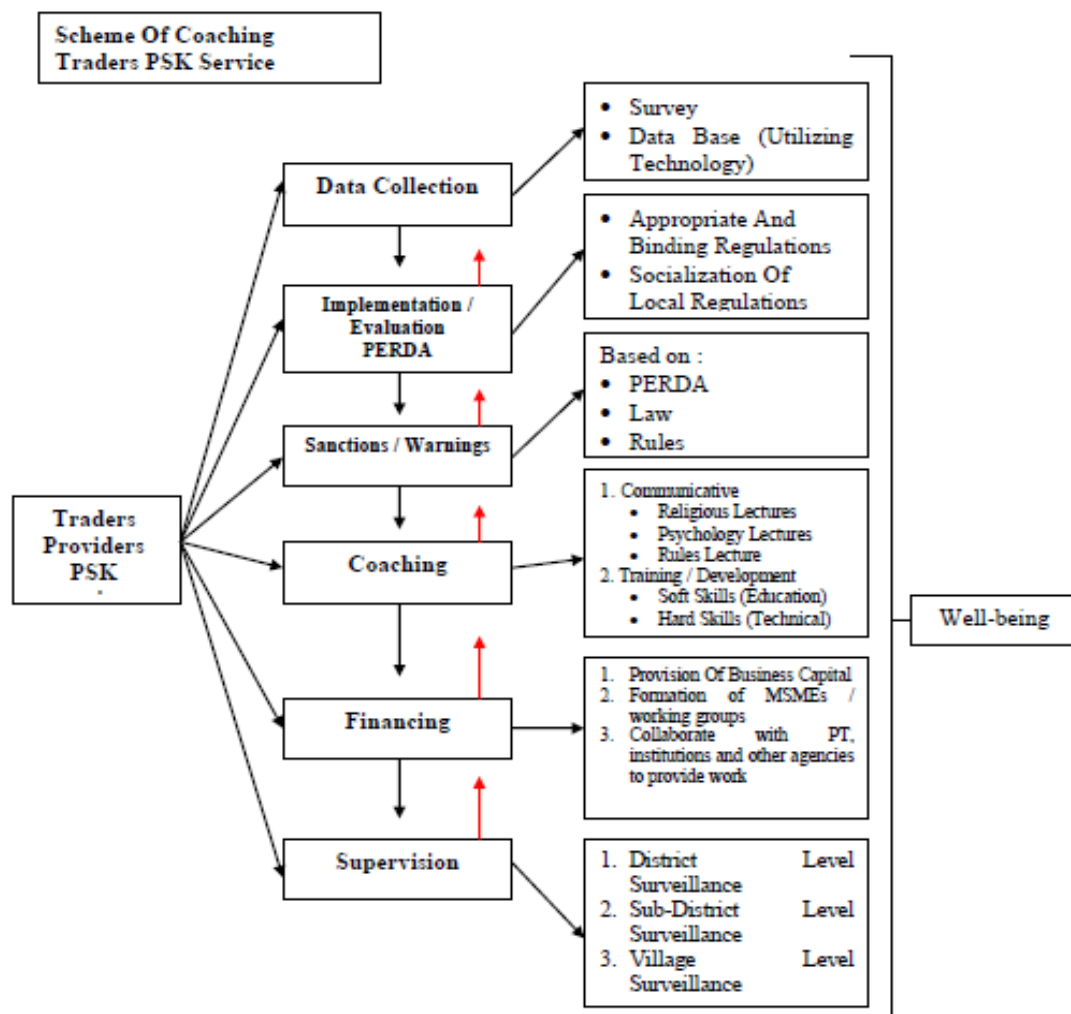 Scheme Of Coaching
Traders PSK Service
• Survey
• Data Base (Utilizing
Technology)
Data Collection
• Appropriate And
Binding Regulations
• Socialization Of
Local Regulations
Implementation /
Evaluation
PERDA
Based on :
• PERDA
• Law
• Rules
Sanctions / Warnings
1. Communicative
• Religious Lectures
• Psychology Lectures
• Rules Lecture
2. Training / Development
• Soft Skills (Education)
• Hard Skills (Technical)
Traders
Providers
PSK
Coaching
Well-being
1. Provision Of Business Capital
2. Formation of MSMEs /
working groups
3. Collaborate with PT,
institutions and other agencies
to provide work
Financing
Supervision
1. District Level
Surveillance
2. Sub-District Level
Surveillance
3. Village Level
Surveillance